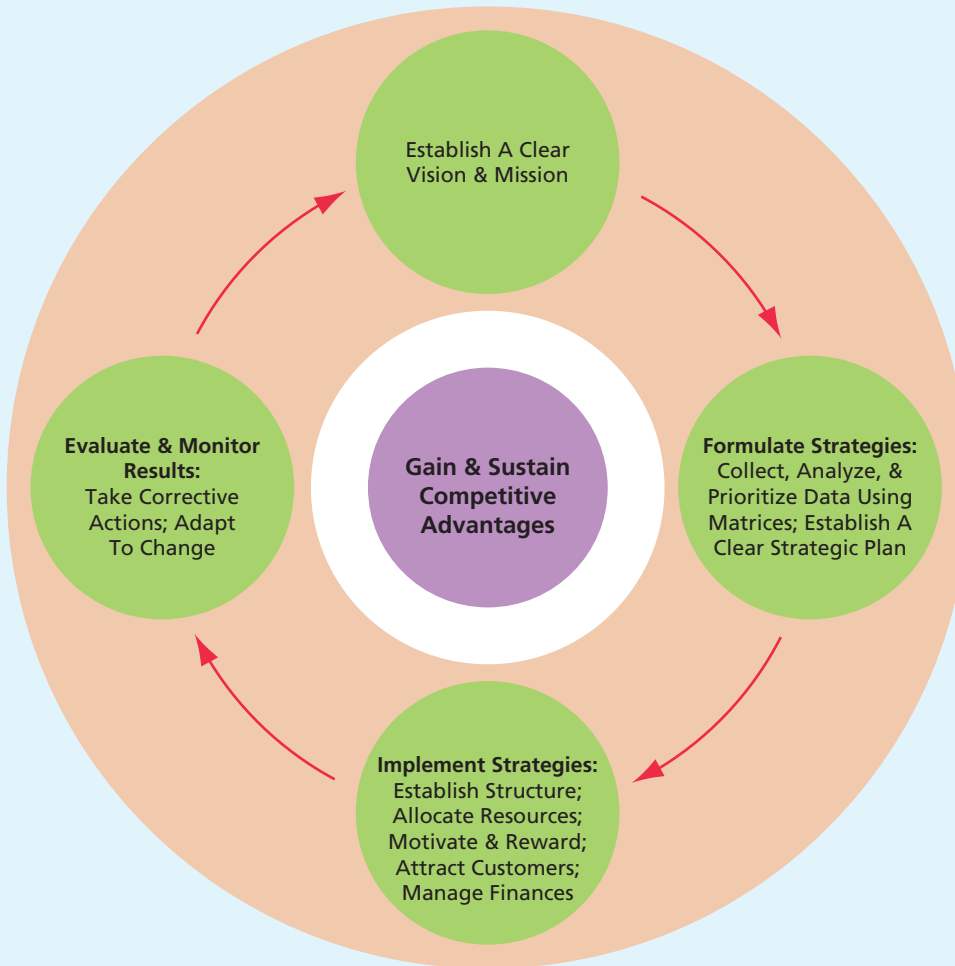 Establish A Clear
Vision & Mission
Formulate Strategies:
Collect, Analyze, &
Prioritize Data Using
Matrices; Establish A
Clear Strategic Plan
Implement Strategies:
Establish Structure;
Allocate Resources;
Motivate & Reward;
Attract Customers;
Manage Finances
Evaluate & Monitor
Results:
Take Corrective
Actions; Adapt
To Change
Gain & Sustain
Competitive
Advantages